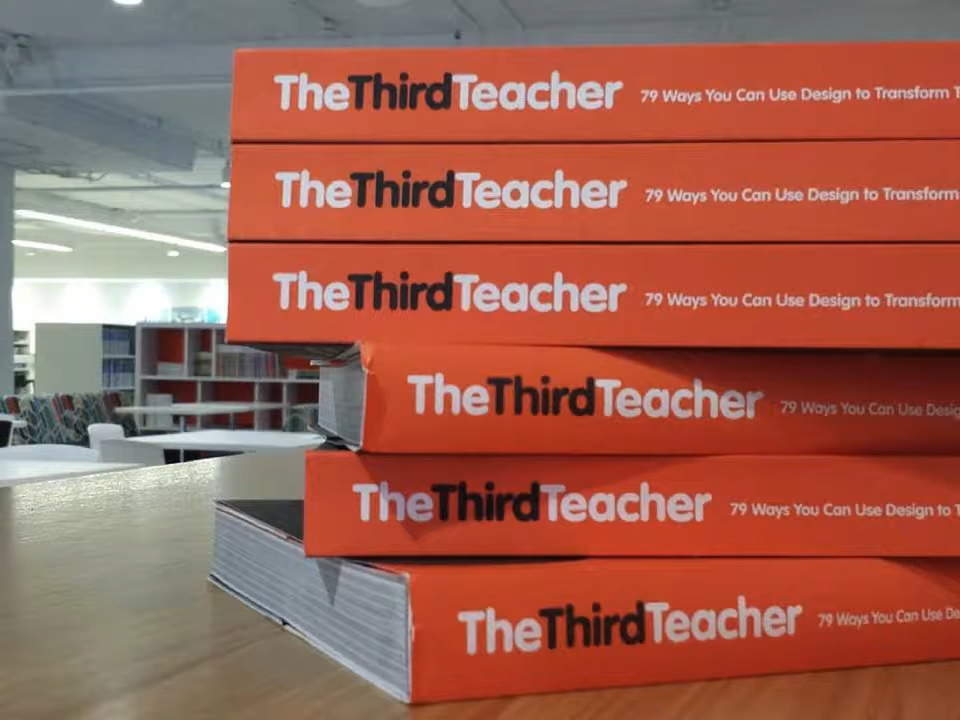 TheThirdTeacher 79 Ways You Can Use Design to Transform T
TheThirdTeacher 79 Ways You Can Use Design to Transform
TheThirdTeacher 79 Ways You Can Use Design to Transform
TheThirdTeacher 79 Ways You Can Use Desig
TheThirdTeacher 79 Ways You Can Use Design to T
TheThirdTeacher 79 Ways You Can Use De